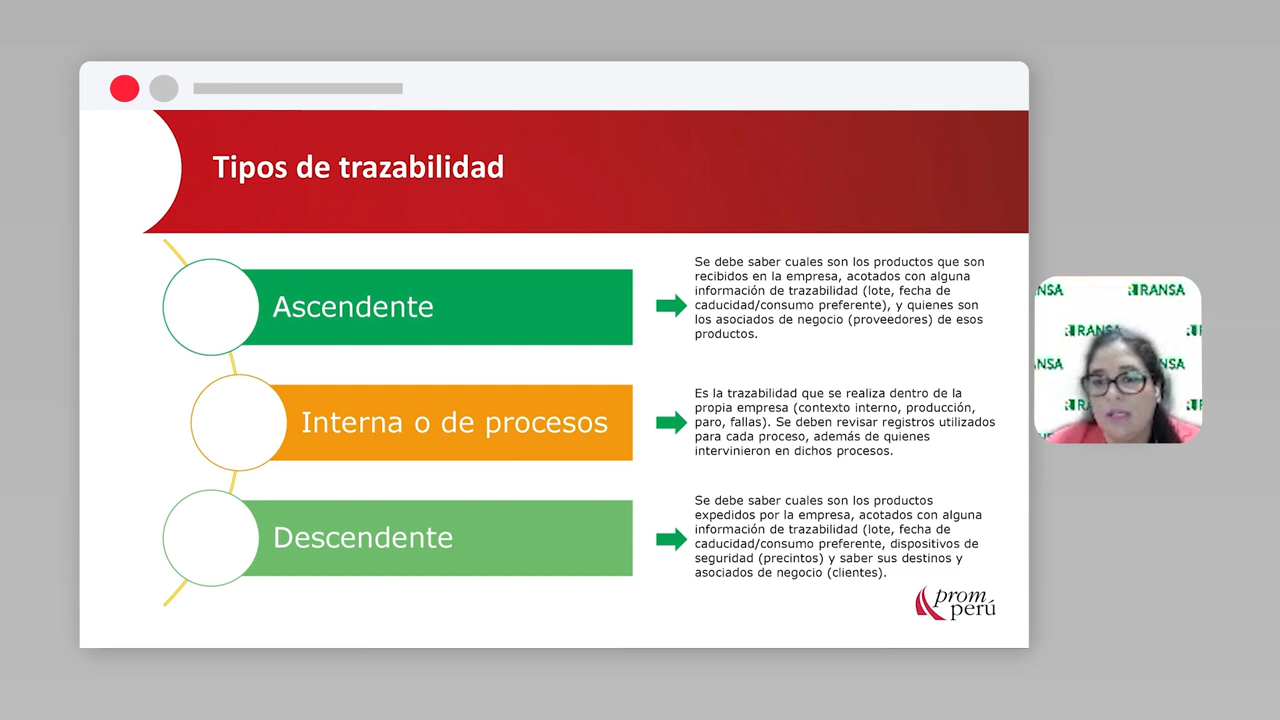 Tipos de trazabilidad
Ascendente
Se debe saber cuales son los productos que son
recibidos en la empresa, acotados con alguna
información de trazabilidad (lote, fecha de
caducidad/consumo preferente), y quienes son
los asociados de negocio (proveedores) de esos
productos.
Interna o de procesos
Es la trazabilidad que se realiza dentro de la
propia empresa (contexto interno, producción,
paro, fallas). Se deben revisar registros utilizados
para cada proceso, además de quienes
intervinieron en dichos procesos.
Descendente
Se debe saber cuales son los productos
expedidos por la empresa, acotados con alguna
información de trazabilidad (lote, fecha de
caducidad/consumo preferente, dispositivos de
seguridad (precintos) y saber sus destinos y
asociados de negocio (clientes).
prom
perú
NSA RANSA
RANSA
NSA NSA